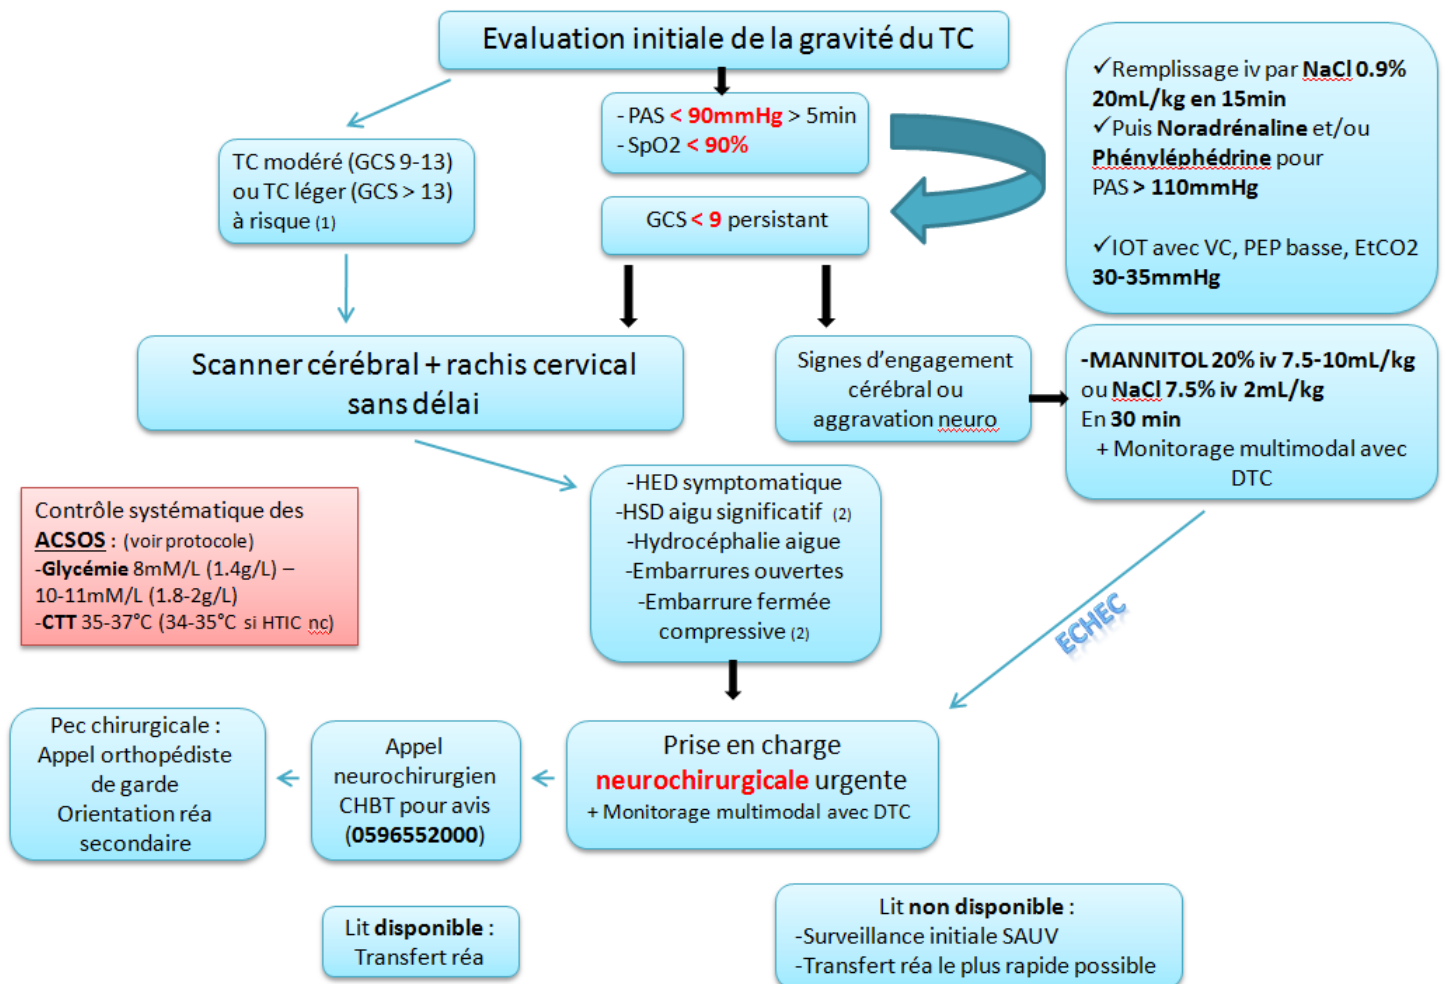 Evaluation initiale de la gravité du TC
- PAS < 90mmHg > 5min
- SpO2 < 90%
✓Remplissage iv par NaCl 0.9%
20mL/kg en 15min
✓Puis Noradrénaline et/ou
Phényléphédrine pour
PAS > 110mmHg
✓IOT avec VC, PEP basse, EtCO2
30-35mmHg
TC modéré (GCS 9-13)
ou TC léger (GCS > 13)
à risque (1)
GCS < 9 persistant
Scanner cérébral + rachis cervical
sans délai
Signes d’engagement
cérébral ou
aggravation neuro
-MANNITOL 20% iv 7.5-10mL/kg
ou NaCl 7.5% iv 2mL/kg
En 30 min
+ Monitorage multimodal avec
DTC
Contrôle systématique des
ACSOS : (voir protocole)
-Glycémie 8mM/L (1.4g/L) –
10-11mM/L (1.8-2g/L)
-CTT 35-37°C (34-35°C si HTIC nc)
-HED symptomatique
-HSD aigu significatif (2)
-Hydrocéphalie aigue
-Embarrures ouvertes
-Embarrure fermée
compressive (2)
ECHEC
Pec chirurgicale :
Appel orthopédiste
de garde
Orientation réa
secondaire
Appel
neurochirurgien
CHBT pour avis
(0596552000)
Prise en charge
neurochirurgicale urgente
+ Monitorage multimodal avec DTC
Lit disponible :
Transfert réa
Lit non disponible :
-Surveillance initiale SAUV
-Transfert réa le plus rapide possible